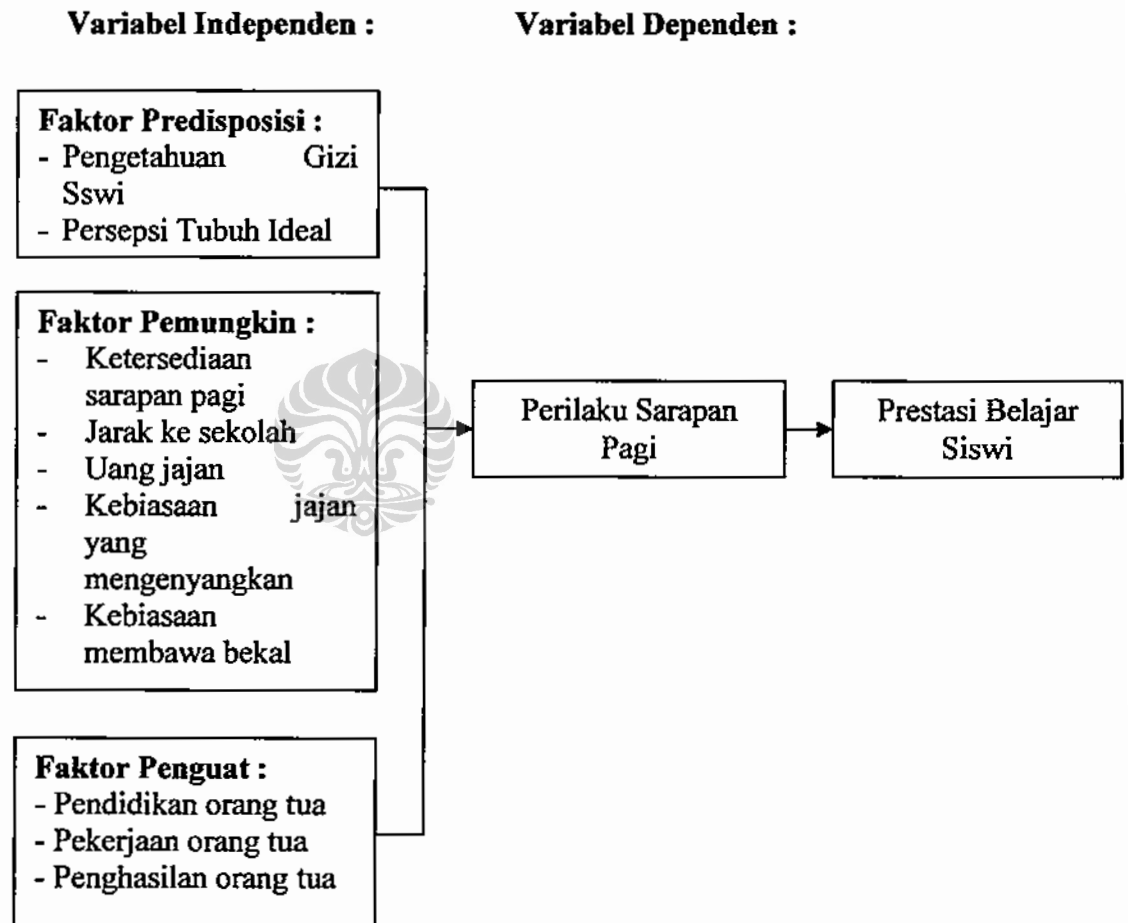 Variabel Independen :
Variabel Dependen :
Faktor Predisposisi :
- Pengetahuan Gizi
Sswi
- Persepsi Tubuh Ideal
Faktor Pemungkin :
- Ketersediaan
sarapan pagi
- Jarak ke sekolah
- Uang jajan
- Kebiasaan jajan
yang
mengenyangkan
- Kebiasaan
membawa bekal
Faktor Penguat :
- Pendidikan orang tua
- Pekerjaan orang tua
- Penghasilan orang tua
Perilaku Sarapan
Pagi
Prestasi Belajar
Siswi